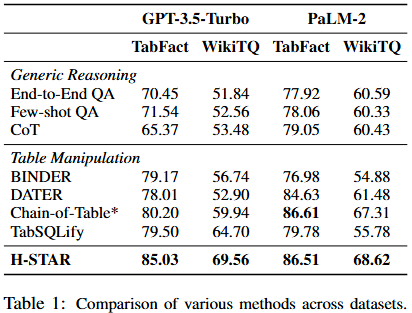 GPT-3.5-Turbo PaLM-2
TabFact WikiTQ TabFact WikiTQ
Generic Reasoning
End-to-End QA 70.45 51.84 77.92 60.59
Few-shot QA 71.54 52.56 78.06 60.33
CoT 65.37 53.48 79.05 60.43
Table Manipulation
BINDER 79.17 56.74 76.98 54.88
DATER 78.01 52.90 84.63 61.48
Chain-of-Table* 80.20 59.94 86.61 67.31
TabSQLify 79.50 64.70 79.78 55.78
H-STAR 85.03 69.56 86.51 68.62
Table 1: Comparison of various methods across datasets.